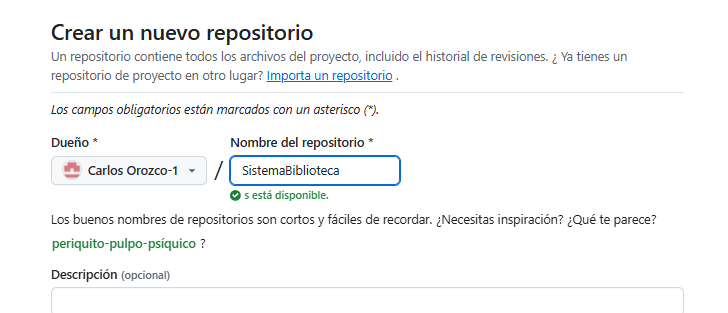 Crear un nuevo repositorio
Un repositorio contiene todos los archivos del proyecto, incluido el historial de revisiones. ¿ Ya tienes un
repositorio de proyecto en otro lugar? Importa un repositorio .
Los campos obligatorios están marcados con un asterisco (*).
Dueño *
Nombre del repositorio *
Carlos Orozco-1
/
SistemaBiblioteca
s está disponible.
Los buenos nombres de repositorios son cortos y fáciles de recordar. ¿Necesitas inspiración? ¿Qué te parece?
periquito-pulpo-psíquico ?
Descripción (opcional)